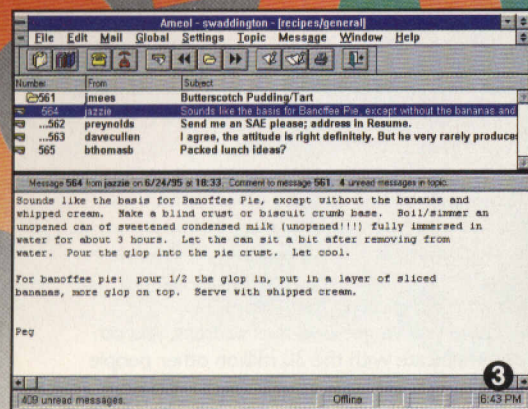 Ameol - swaddington - [recipes/general]
File Edit Mail Global Settings Topic Message Window Help
Number From Subject
561 jmees Butterscotch Pudding/Tart
564 jazzie Sounds like the basis for Banoffee Pie, except without the bananas and
...562 preynolds Send me an SAE please; address in Resume.
...563 davecullen I agree, the attitude is right definitely. But he very rarely produces
565 bthomasb Packed lunch ideas?
Message 564 from jazzie on 6/24/95 at 18:33. Comment to message 561. 4 unread messages in topic.
Sounds like the basis for Banoffee Pie, except without the bananas and
whipped cream. Make a blind crust or biscuit crumb base. Boil/simmer an
unopened can of sweetened condensed milk (unopened!!!) fully immersed in
water for about 3 hours. Let the can sit a bit after removing from
water. Pour the glop into the pie crust. Let cool.
For banoffee pie: pour 1/2 the glop in, put in a layer of sliced
bananas, more glop on top. Serve with whipped cream.
Peg
3
409 unread messages. Offline 6:43 PM